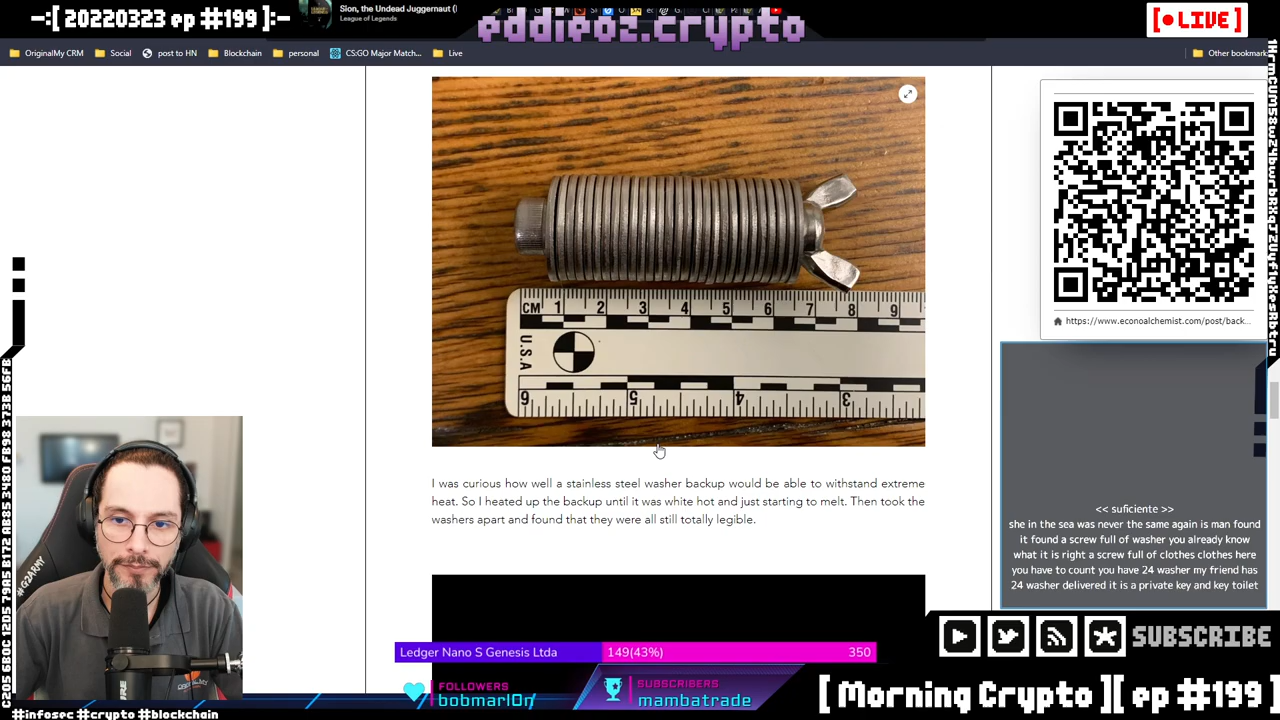 -:[ 20220323 ep #199 ]:-
Sion, the Undead Juggernaut (
League of Legends
eddieoz.crypto
[● LIVE]
OriginalMy CRM
Social
post to HN
Blockchain
personal
CS:GO Major Match...
Live
Other bookmark
CM 1 2 3 4 5 6 7 8 9
U.S.A
6 5 4 3
https://www.econoalchemist.com/post/back...
I was curious how well a stainless steel washer backup would be able to withstand extreme
heat. So I heated up the backup until it was white hot and just starting to melt. Then took the
washers apart and found that they were all still totally legible.
<< suficiente >>
she in the sea was never the same again is man found
it found a screw full of washer you already know
what it is right a screw full of clothes clothes here
you have to count you have 24 washer my friend has
24 washer delivered it is a private key and key toilet
Ledger Nano S Genesis Ltda
149(43%)
350
FOLLOWERS
bobmarl0n
SUBSCRIBERS
mambatrade
SUBSCRIBE
[ Morning Crypto ][ ep #199 ]
#infosec #crypto #blockchain